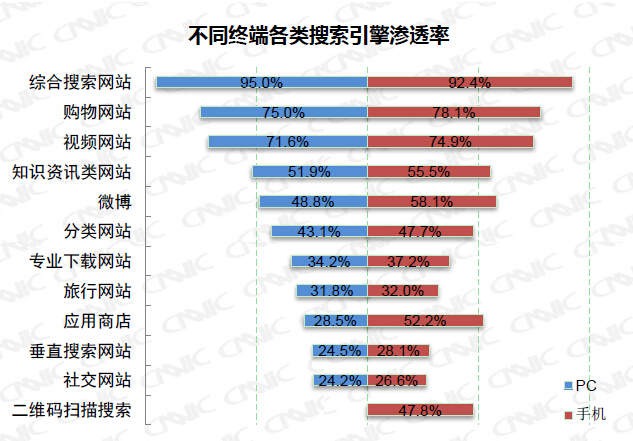 不同终端各类搜索引擎渗透率
综合搜索网站 95.0% 92.4%
购物网站 75.0% 78.1%
视频网站 71.6% 74.9%
知识资讯类网站 51.9% 55.5%
微博 48.8% 58.1%
分类网站 43.1% 47.7%
专业下载网站 34.2% 37.2%
旅行网站 31.8% 32.0%
应用商店 28.5% 52.2%
垂直搜索网站 24.5% 28.1%
社交网站 24.2% 26.6%
PC
二维码扫描搜索 47.8%
手机
CNNIC